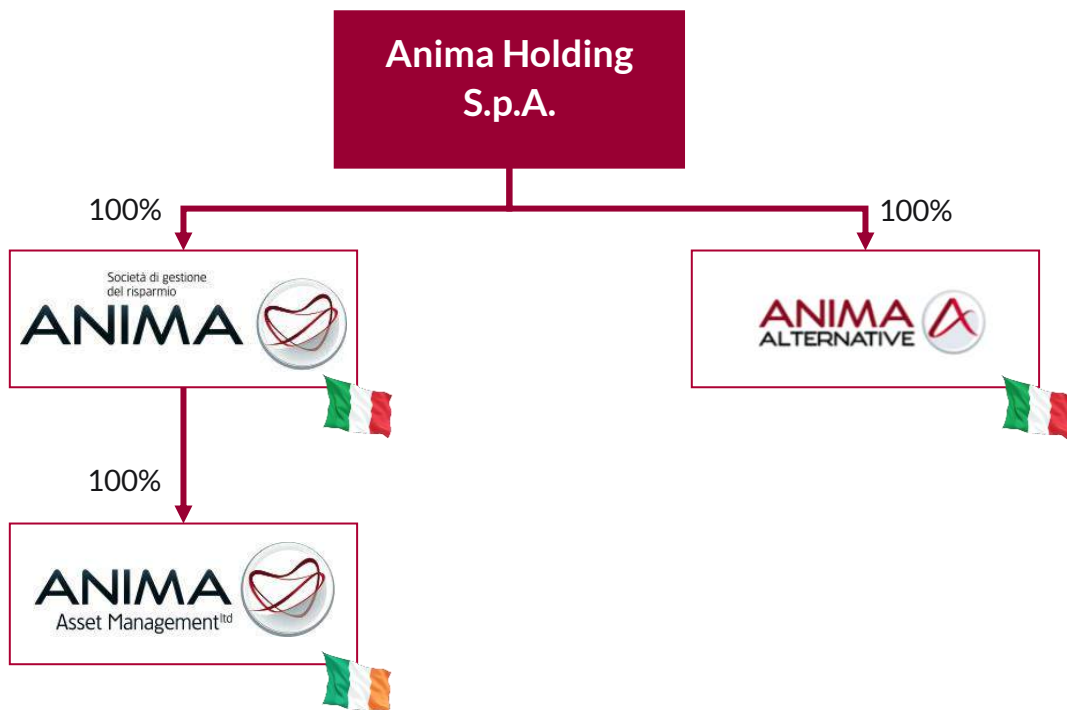 Anima Holding
S.p.A.
100%
100%
Società di gestione
del risparmio
ANIMA
ANIMA
ALTERNATIVE
100%
ANIMA
Asset Management ltd